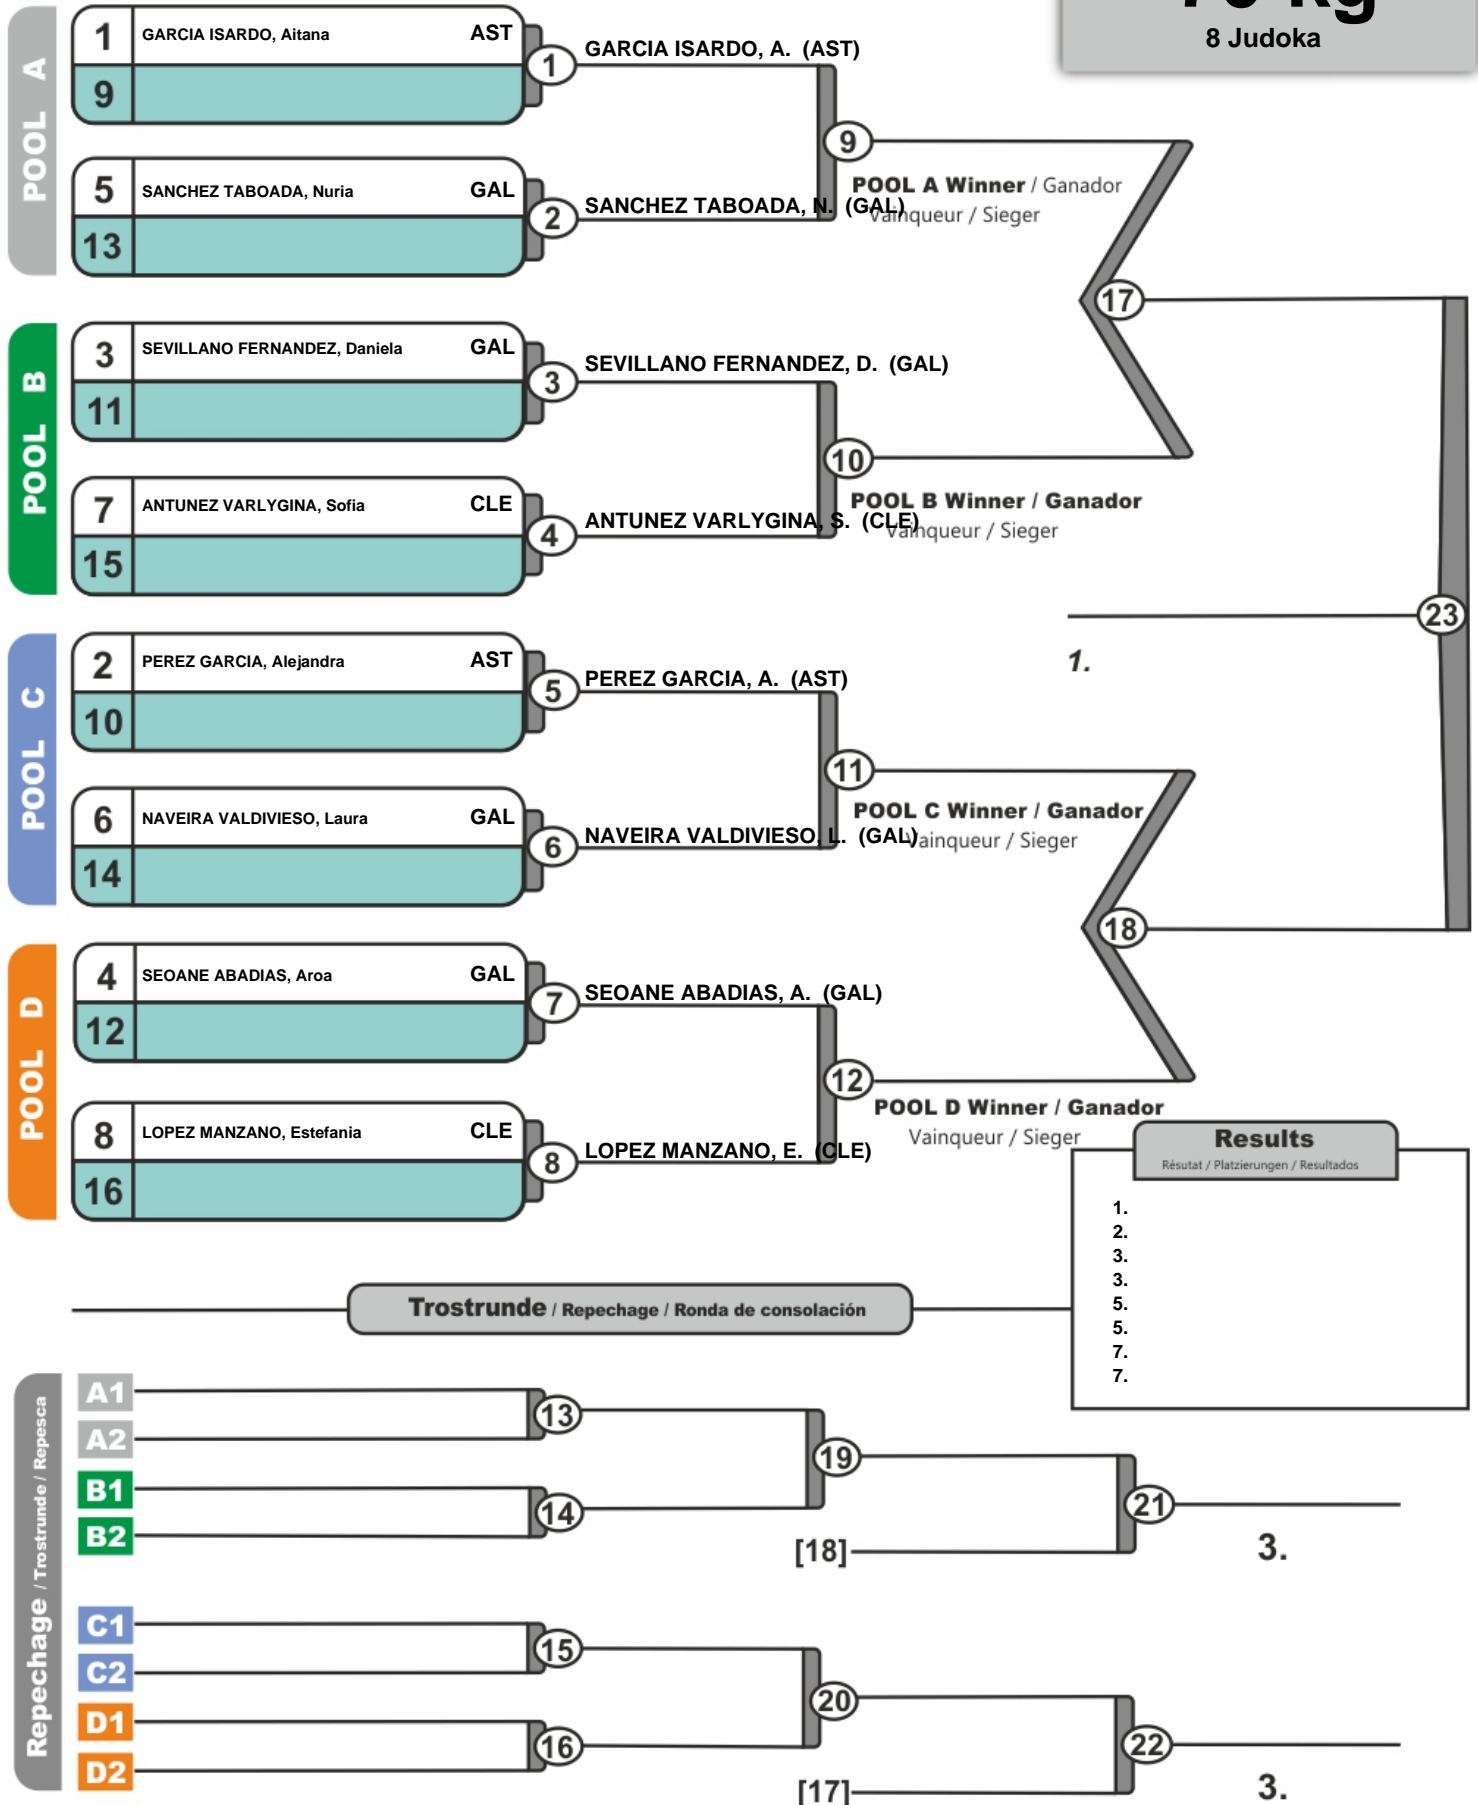 8 Judoka
POOL A
1 GARCIA ISARDO, Aitana AST
9
1
GARCIA ISARDO, A. (AST)
5 SANCHEZ TABOADA, Nuria GAL
13
2
SANCHEZ TABOADA, N. (GAL)
9
POOL A Winner / Ganador
Vainqueur / Sieger
POOL B
3 SEVILLANO FERNANDEZ, Daniela GAL
11
3
SEVILLANO FERNANDEZ, D. (GAL)
7 ANTUNEZ VARLYGINA, Sofia CLE
15
4
ANTUNEZ VARLYGINA, S. (CLE)
10
POOL B Winner / Ganador
Vainqueur / Sieger
17
23
1.
POOL C
2 PEREZ GARCIA, Alejandra AST
10
5
PEREZ GARCIA, A. (AST)
6 NAVEIRA VALDIVIESO, Laura GAL
14
6
NAVEIRA VALDIVIESO, L. (GAL)
11
POOL C Winner / Ganador
Vainqueur / Sieger
18
POOL D
4 SEOANE ABADIAS, Aroa GAL
12
7
SEOANE ABADIAS, A. (GAL)
8 LOPEZ MANZANO, Estefania CLE
16
8
LOPEZ MANZANO, E. (CLE)
12
POOL D Winner / Ganador
Vainqueur / Sieger
Results
Résutat / Platzierungen / Resultados
1.
2.
3.
3.
5.
5.
7.
7.
Trostrunde / Repechage / Ronda de consolación
Repechage / Trostrunde / Repesca
A1
A2
13
B1
B2
14
19
[18]
21
3.
C1
C2
15
D1
D2
16
20
[17]
22
3.